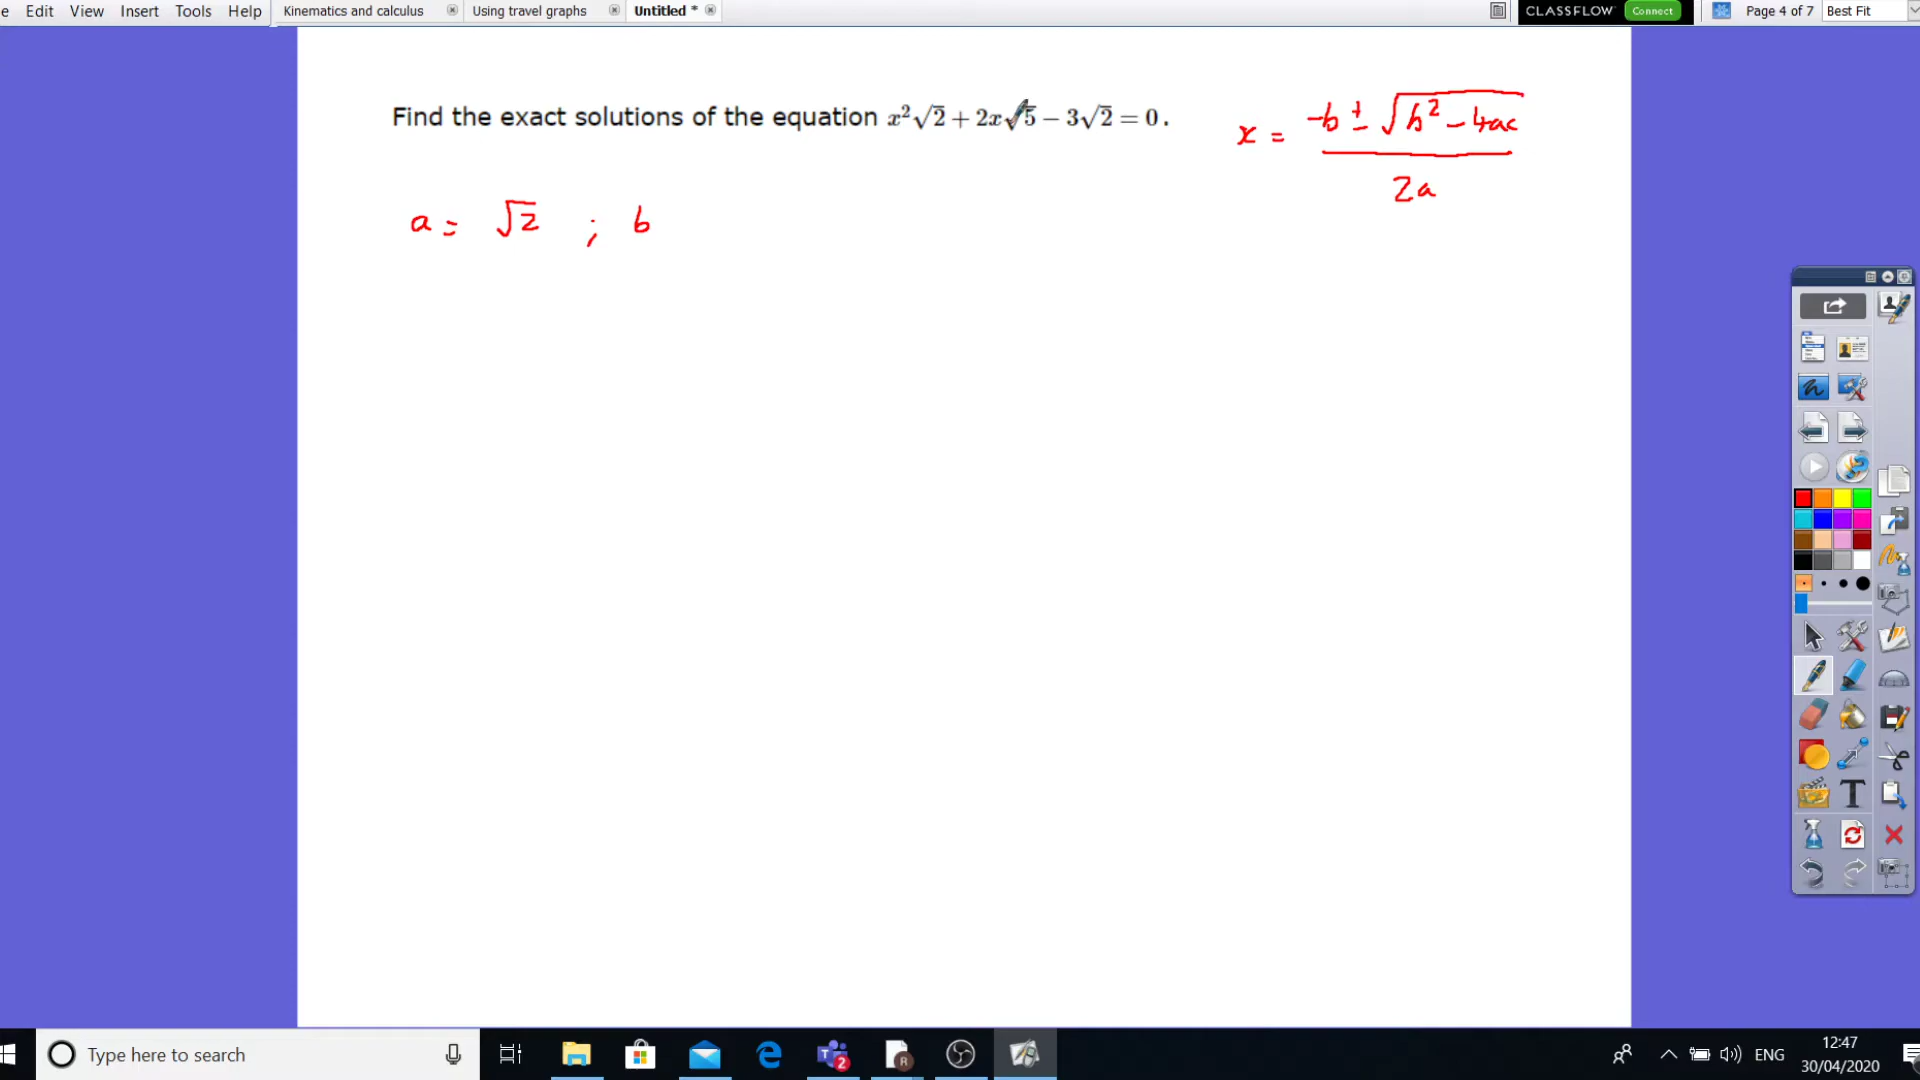 e Edit View Insert Tools Help Kinematics and calculus Using travel graphs Untitled * CLASSFLOW Connect Page 4 of 7 Best Fit
Find the exact solutions of the equation x²√2 + 2x√5 − 3√2 = 0 .
x = -b ± √b² - 4ac
2a
a = √2 ; b
T
Type here to search
2
R
ENG
12:47
30/04/2020